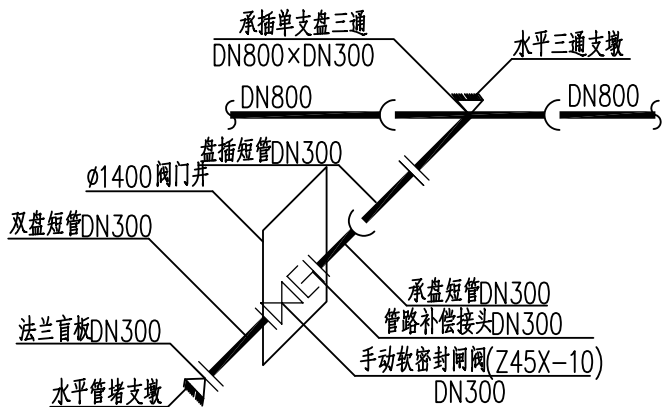 承插单支盘三通
DN800×DN300
水平三通支墩
DN800
DN800
盘插短管DN300
Ø1400阀门井
双盘短管DN300
承盘短管DN300
管路补偿接头DN300
法兰盲板DN300
手动软密封闸阀(Z45X-10)
DN300
水平管堵支墩